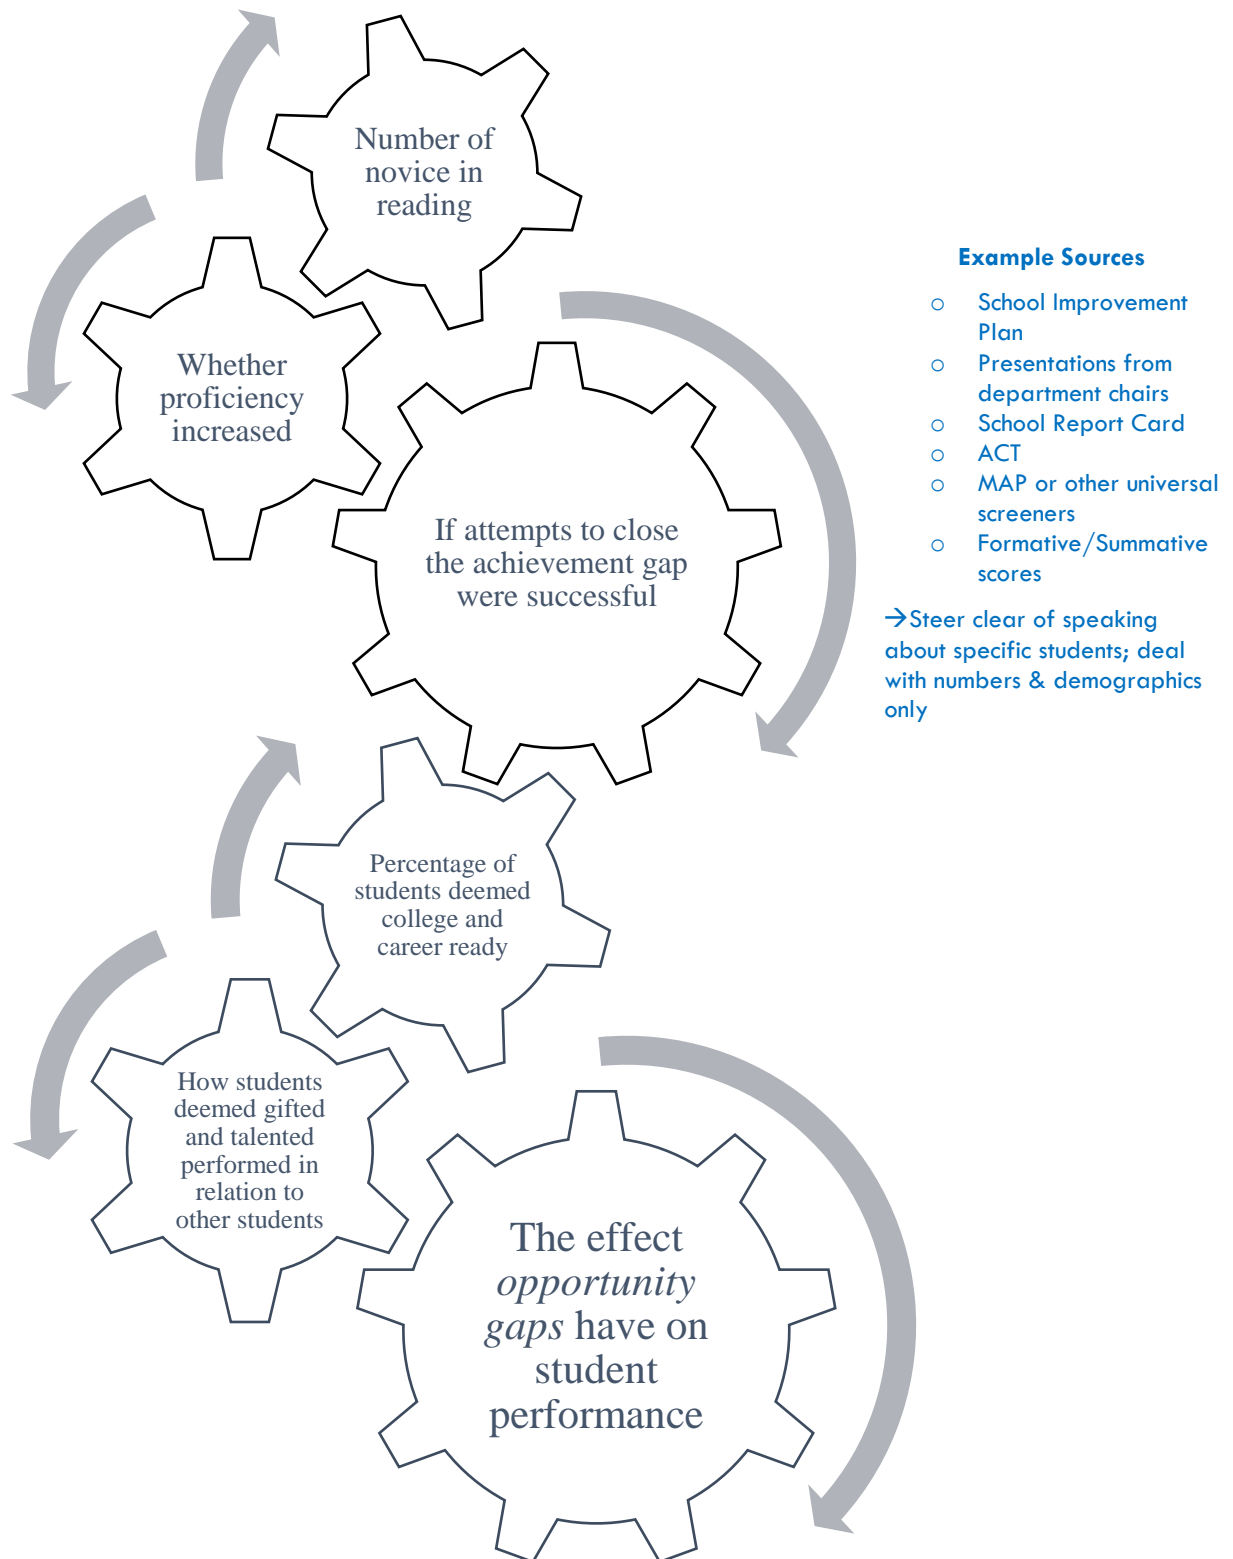 Number of
novice in
reading
Whether
proficiency
increased
If attempts to close
the achievement gap
were successful
Example Sources
o School Improvement
Plan
o Presentations from
department chairs
o School Report Card
o ACT
o MAP or other universal
screeners
o Formative/Summative
scores
→Steer clear of speaking
about specific students; deal
with numbers & demographics
only
Percentage of
students deemed
college and
career ready
How students
deemed gifted
and talented
performed in
relation to
other students
The effect
opportunity
gaps have on
student
performance